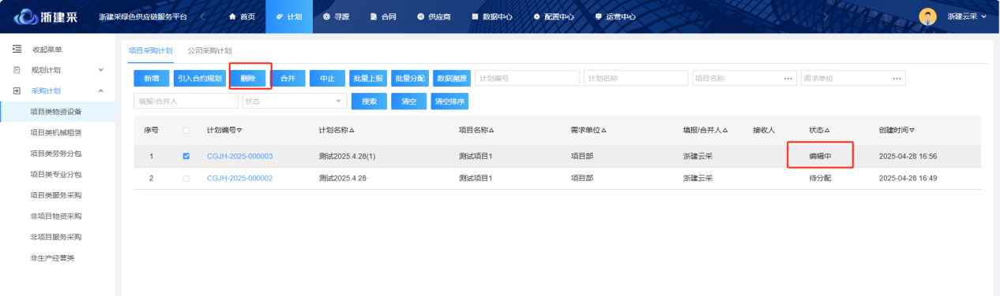 浙建采 浙建采绿色供应链服务平台 首页 计划 寻源 合同 供应商 数据中心 配置中心 运营中心 浙建云采
收起菜单
规划计划
采购计划
项目类物资设备
项目类机械租赁
项目类劳务分包
项目类专业分包
项目类服务采购
非项目物资采购
非项目服务采购
非生产经营类
项目采购计划 公司采购计划
新增 引入合约规划 删除 合并 中止 批量上报 批量分配 数据溯源 计划编号 计划名称 项目名称 ••• 需求单位 •••
填报/合并人 状态 搜索 清空 清空排序
序号 计划编号 计划名称 项目名称 需求单位 填报/合并人 接收人 状态 创建时间
1 CGJH-2025-000003 测试2025.4.28(1) 测试项目1 项目部 浙建云采 编辑中 2025-04-28 16:56
2 CGJH-2025-000002 测试2025.4.28· 测试项目1 项目部 浙建云采 待分配 2025-04-28 16:49